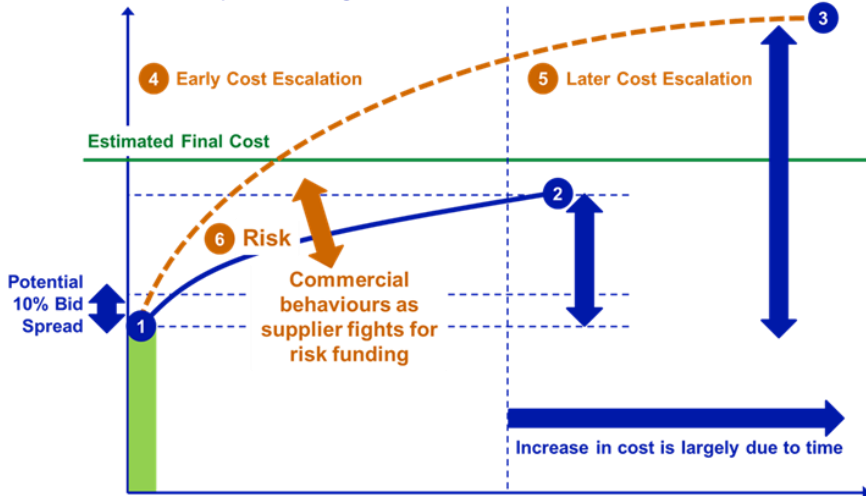 3
4 Early Cost Escalation
5 Later Cost Escalation
Estimated Final Cost
2
6 Risk
Commercial
behaviours as
supplier fights for
risk funding
Potential
10% Bid
Spread
1
Increase in cost is largely due to time